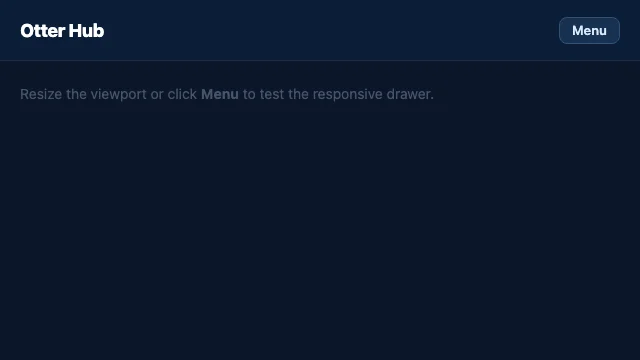 Otter Hub
Menu
Resize the viewport or click Menu to test the responsive drawer.